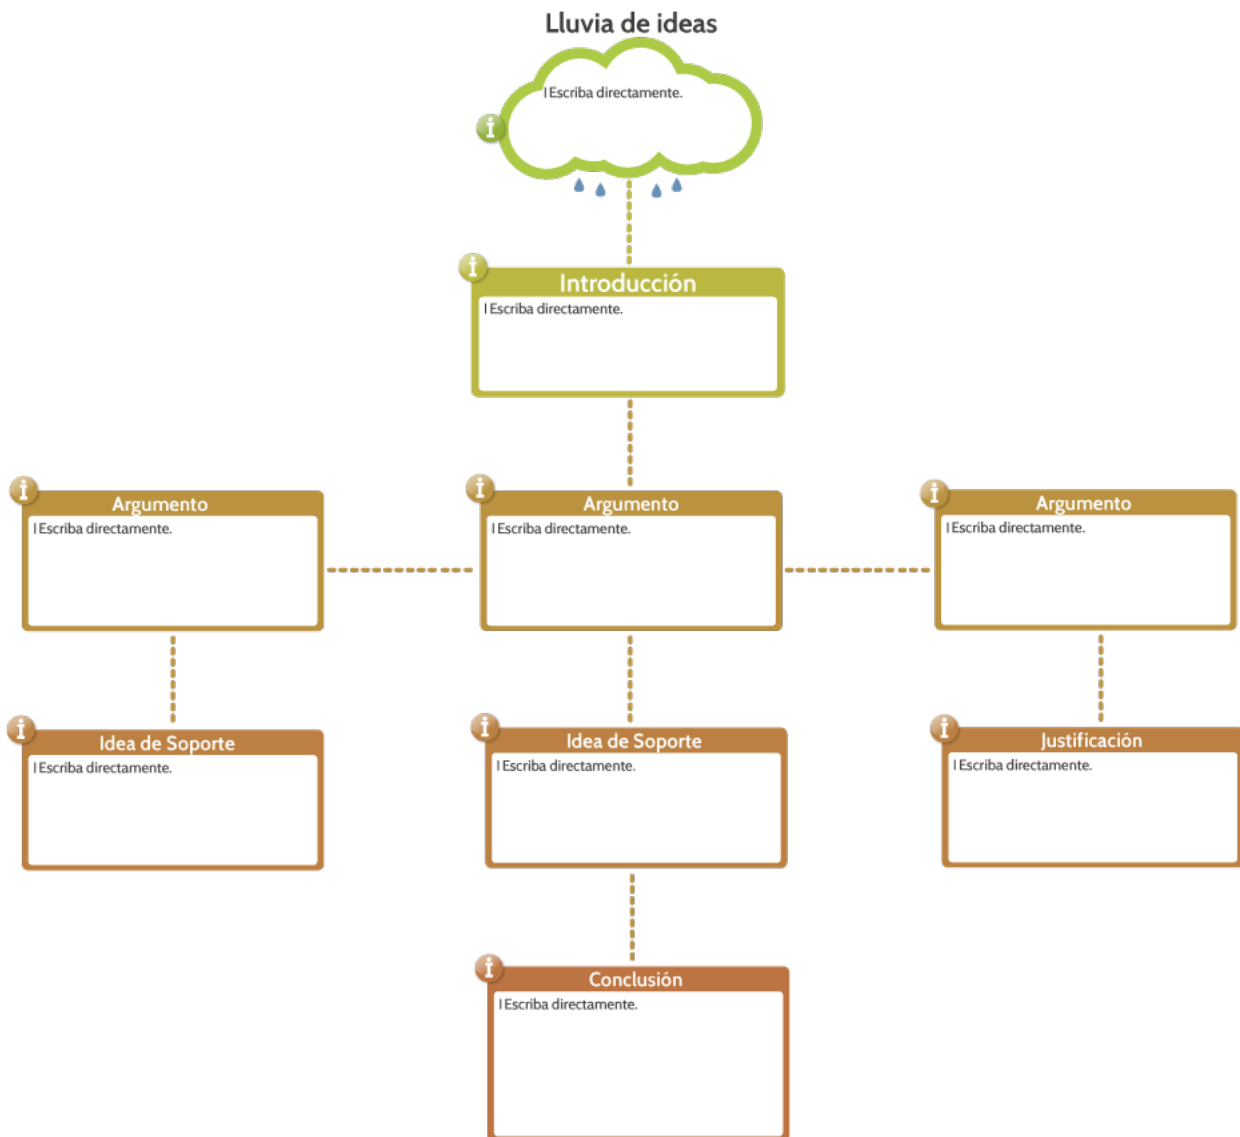 Lluvia de ideas
I Escriba directamente.
i
i
Introducción
I Escriba directamente.
i
Argumento
I Escriba directamente.
i
Argumento
I Escriba directamente.
i
Argumento
I Escriba directamente.
i
Idea de Soporte
I Escriba directamente.
i
Idea de Soporte
I Escriba directamente.
i
Justificación
I Escriba directamente.
i
Conclusión
I Escriba directamente.